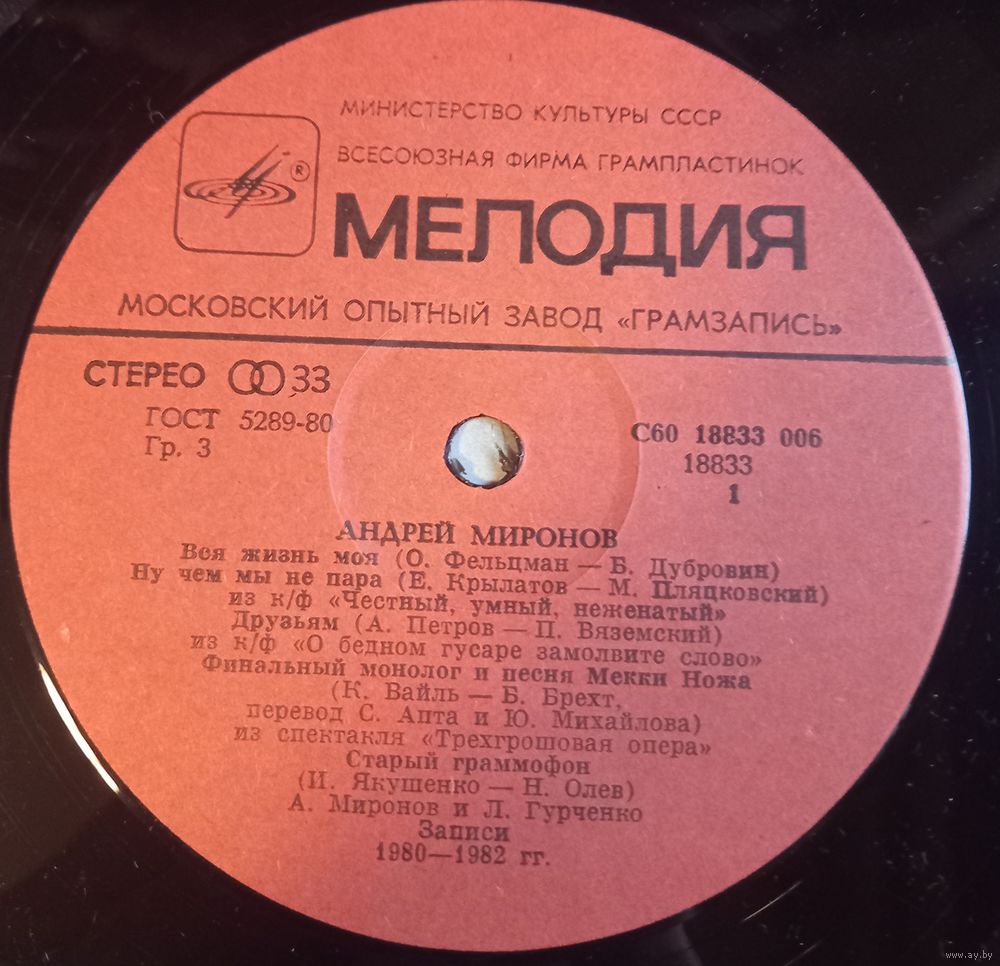 МИНИСТЕРСТВО КУЛЬТУРЫ СССР
ВСЕСОЮЗНАЯ ФИРМА ГРАМПЛАСТИНОК
®
МЕЛОДИЯ
МОСКОВСКИЙ ОПЫТНЫЙ ЗАВОД «ГРАМЗАПИСЬ»
СТЕРЕО 33
ГОСТ 5289-80
Гр. 3
С60 18833 006
18833
1
АНДРЕЙ МИРОНОВ
Вся жизнь моя (О. Фельцман — Б. Дубровин)
Ну чем мы не пара (Е. Крылатов — М. Пляцковский)
из к/ф «Честный, умный, неженатый»
Друзьям (А. Петров — П. Вяземский)
из к/ф «О бедном гусаре замолвите слово»
Финальный монолог и песня Мекки Ножа
(К. Вайль — Б. Брехт,
перевод С. Апта и Ю. Михайлова)
из спектакля «Трехгрошовая опера»
Старый граммофон
(И. Якушенко — Н. Олев)
А. Миронов и Л. Гурченко
Записи
1980—1982 гг.
www.ay.by